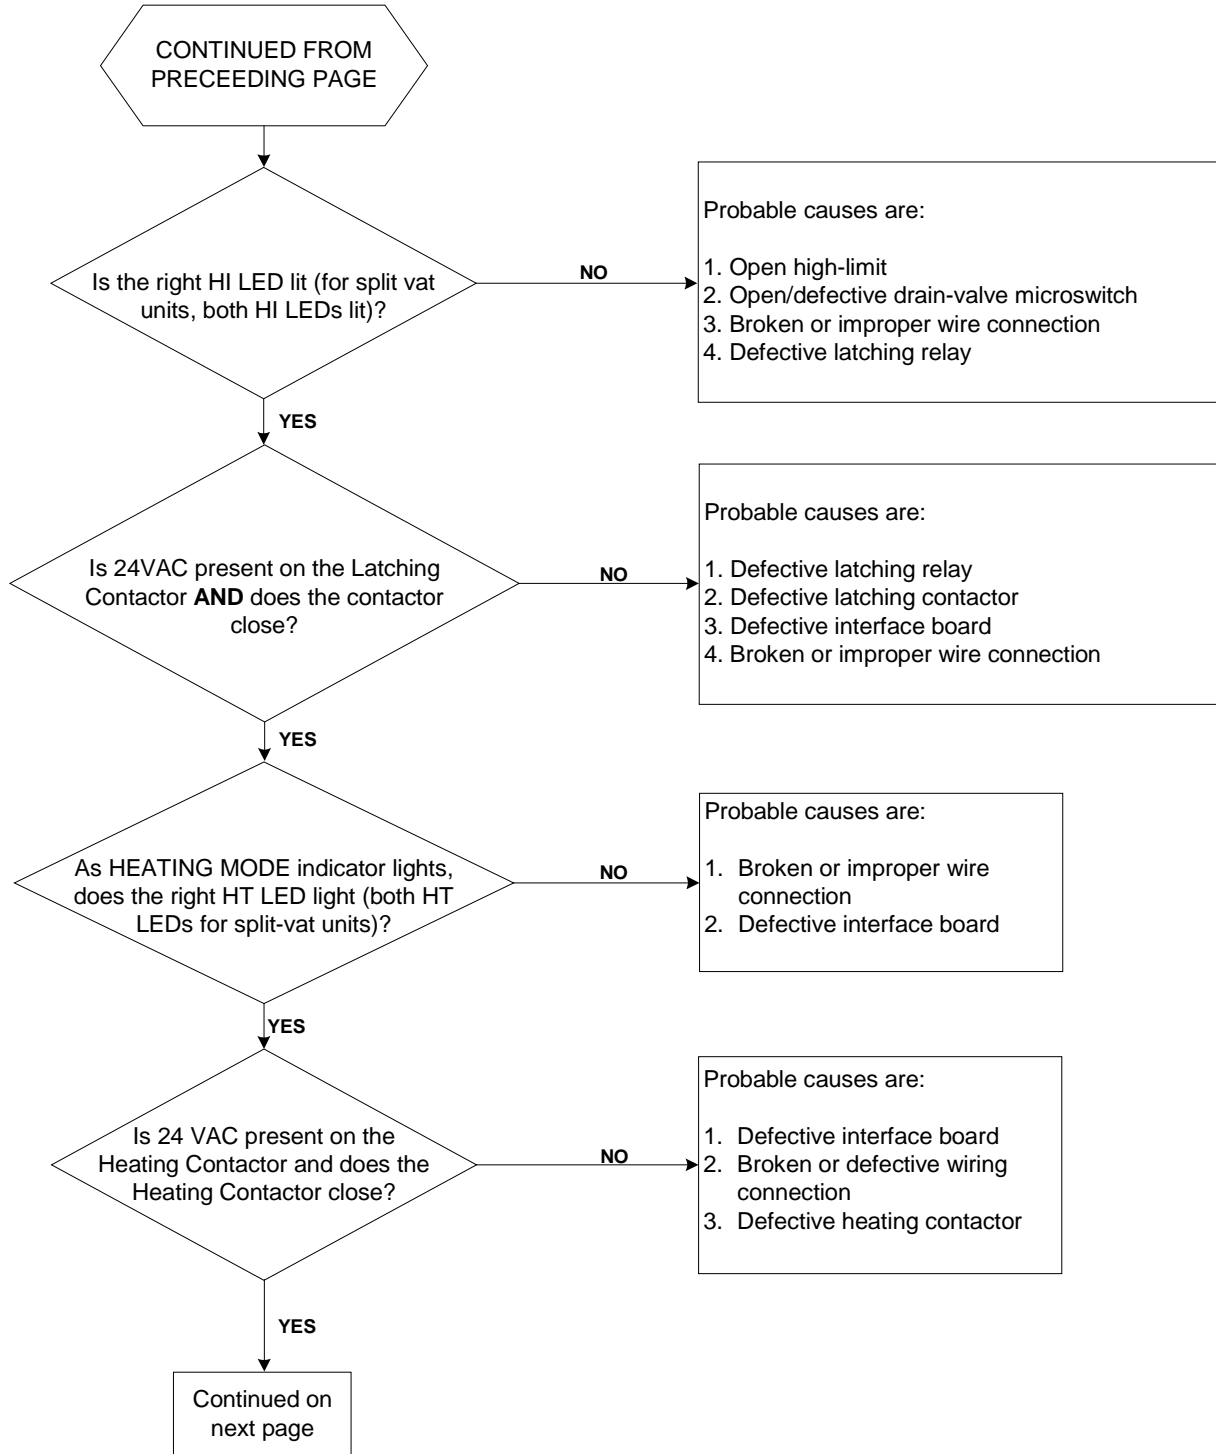 CONTINUED FROM
PRECEEDING PAGE
Is the right HI LED lit (for split vat
units, both HI LEDs lit)?
NO
Probable causes are:
1. Open high-limit
2. Open/defective drain-valve microswitch
3. Broken or improper wire connection
4. Defective latching relay
YES
Is 24VAC present on the Latching
Contactor AND does the contactor
close?
NO
Probable causes are:
1. Defective latching relay
2. Defective latching contactor
3. Defective interface board
4. Broken or improper wire connection
YES
As HEATING MODE indicator lights,
does the right HT LED light (both HT
LEDs for split-vat units)?
NO
Probable causes are:
1. Broken or improper wire
connection
2. Defective interface board
YES
Is 24 VAC present on the
Heating Contactor and does the
Heating Contactor close?
NO
Probable causes are:
1. Defective interface board
2. Broken or defective wiring
connection
3. Defective heating contactor
YES
Continued on
next page